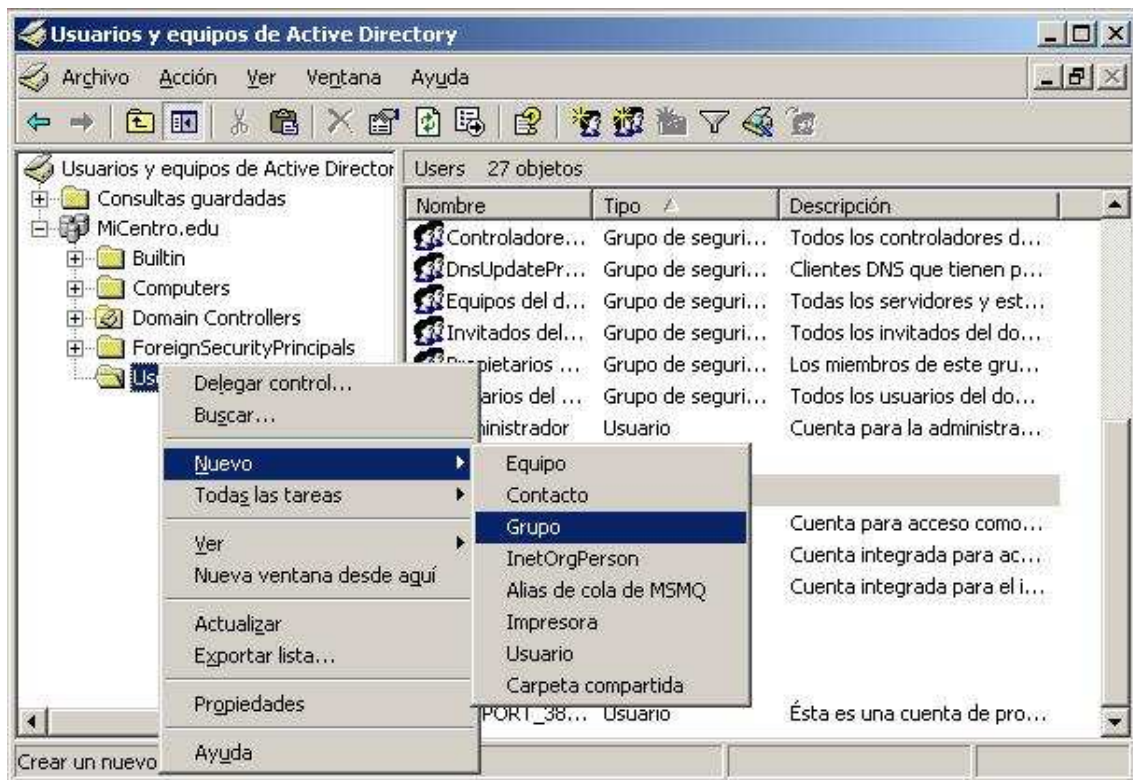 Usuarios y equipos de Active Directory
Archivo Acción Ver Ventana Ayuda
Usuarios y equipos de Active Director
Consultas guardadas
MiCentro.edu
Builtin
Computers
Domain Controllers
ForeignSecurityPrincipals
Users 27 objetos
Nombre Tipo Descripción
Controladore... Grupo de seguri... Todos los controladores d...
DnsUpdatePr... Grupo de seguri... Clientes DNS que tienen p...
Equipos del d... Grupo de seguri... Todas los servidores y est...
Invitados del... Grupo de seguri... Todos los invitados del do...
pietarios ... Grupo de seguri... Los miembros de este gru...
arios del ... Grupo de seguri... Todos los usuarios del do...
inistrador Usuario Cuenta para la administra...
Cuenta para acceso como...
Cuenta integrada para ac...
Cuenta integrada para el i...
PORT_38... Usuario Ésta es una cuenta de pro...
Us
Delegar control...
Buscar...
Nuevo
Todas las tareas
Ver
Nueva ventana desde aquí
Actualizar
Exportar lista...
Propiedades
Ayuda
Equipo
Contacto
Grupo
InetOrgPerson
Alias de cola de MSMQ
Impresora
Usuario
Carpeta compartida
Crear un nuevo